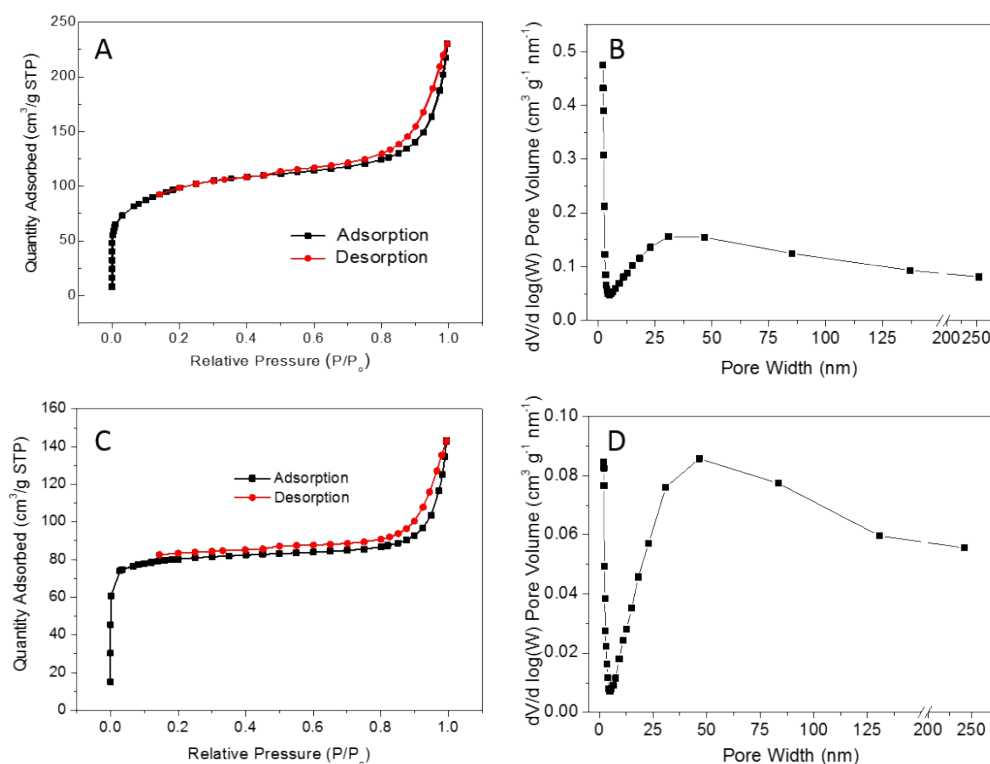 A
Quantity Adsorbed (cm³/g STP)
250
200
150
100
50
0
Adsorption
Desorption
0.0 0.2 0.4 0.6 0.8 1.0
Relative Pressure (P/Pₒ)
B
dV/d log(W) Pore Volume (cm³ g⁻¹ nm⁻¹)
0.5
0.4
0.3
0.2
0.1
0.0
0 25 50 75 100 125 200 250
Pore Width (nm)
C
Quantity Adsorbed (cm³/g STP)
160
140
120
100
80
60
40
20
0
Adsorption
Desorption
0.0 0.2 0.4 0.6 0.8 1.0
Relative Pressure (P/Pₒ)
D
dV/d log(W) Pore Volume (cm³ g⁻¹ nm⁻¹)
0.10
0.08
0.06
0.04
0.02
0.00
0 25 50 75 100 125 200 250
Pore Width (nm)